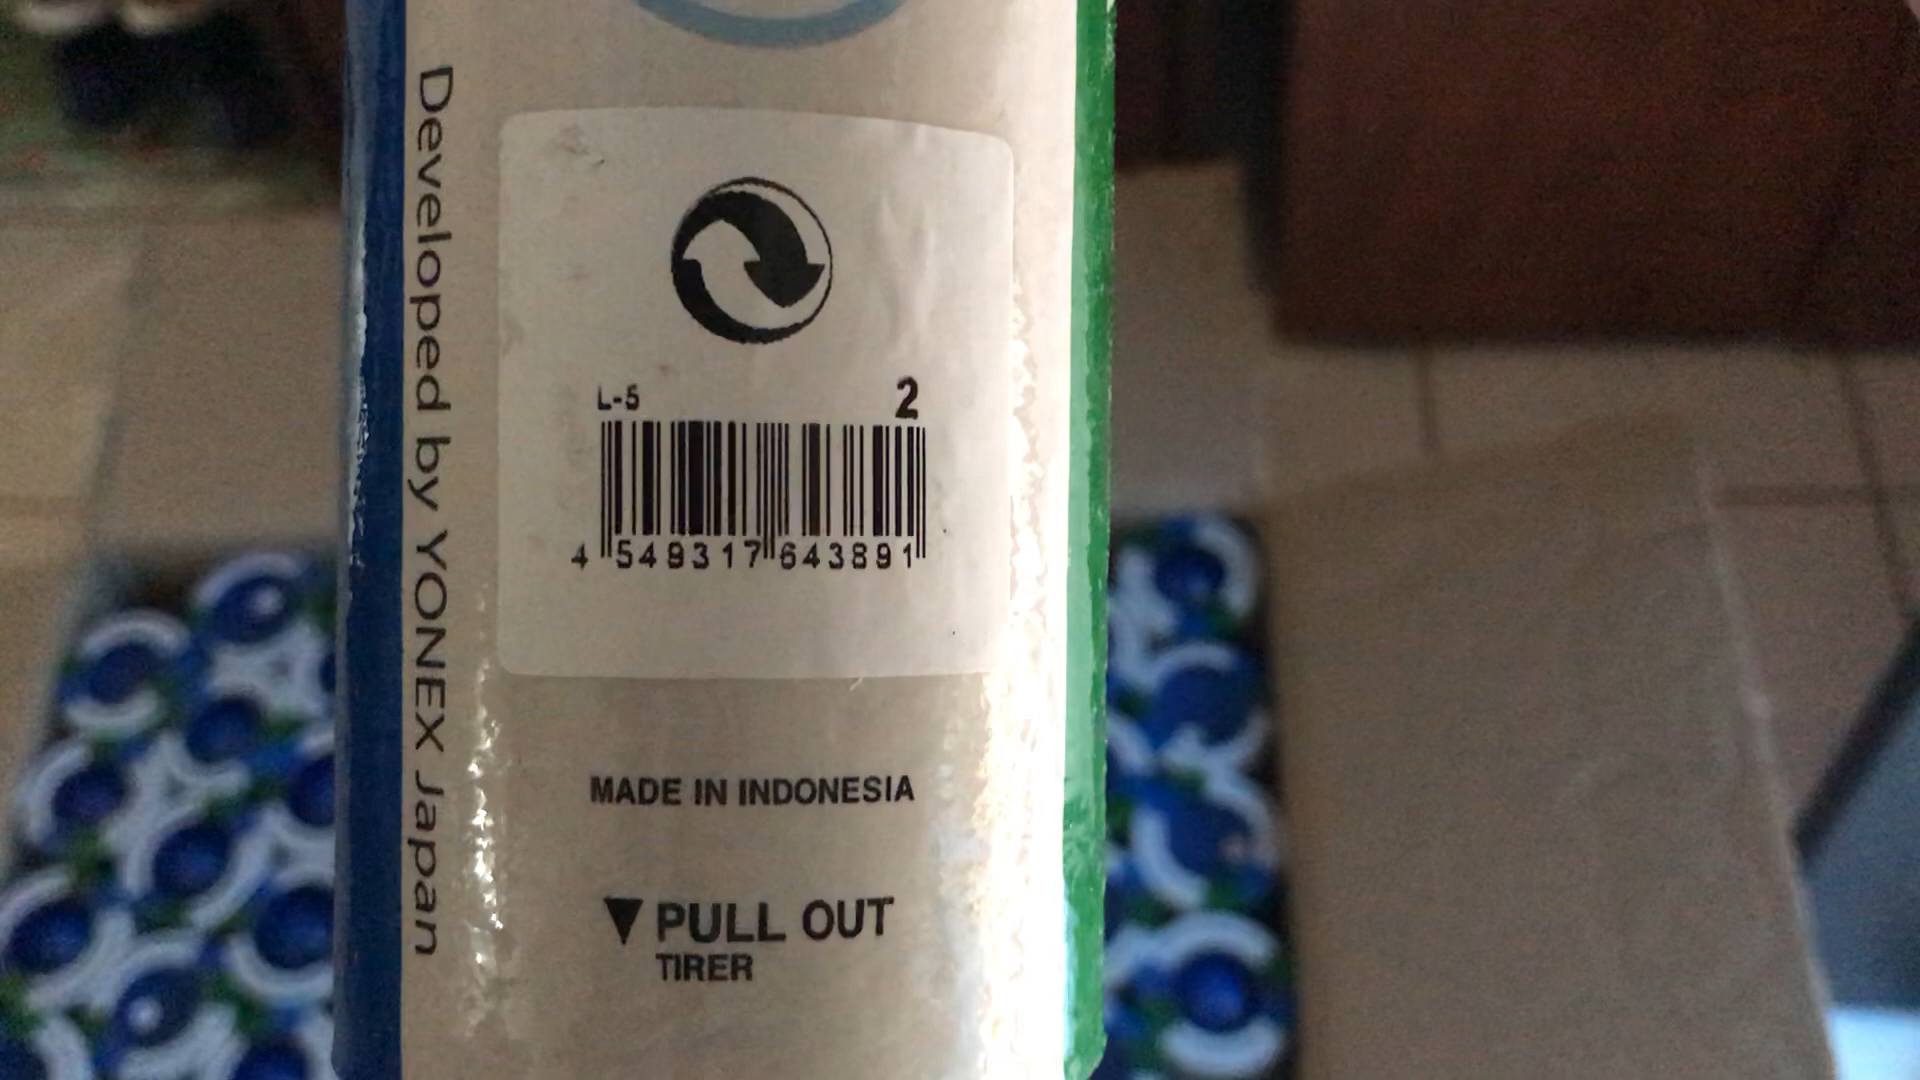 Developed by YONEX Japan
L-5 2
4 549317 643891
MADE IN INDONESIA
▼ PULL OUT
TIRER